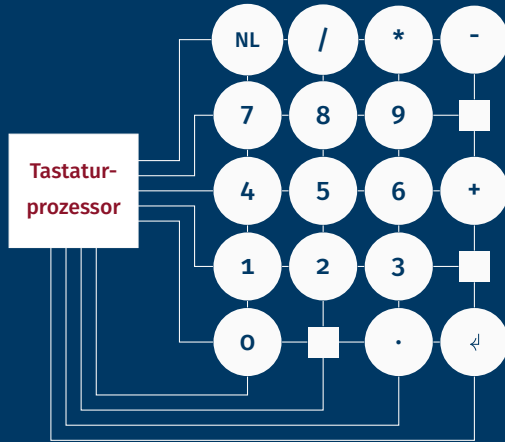 NL / * -
7 8 9
Tastatur-
prozessor
4 5 6 +
1 2 3
0 . ↲